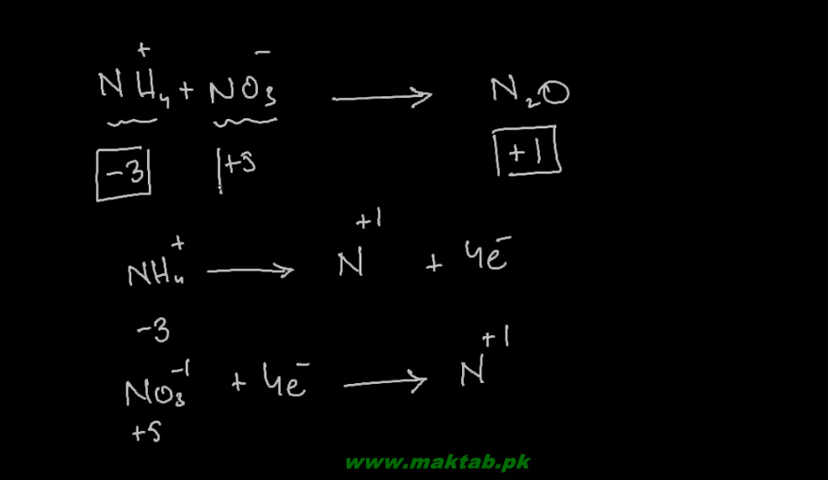 NH₄⁺ + NO₃⁻ → N₂O
-3 +5 +1
NH₄⁺ → N⁺¹ + 4e⁻
-3
NO₃⁻¹ + 4e⁻ → N⁺¹
+5
www.maktab.pk